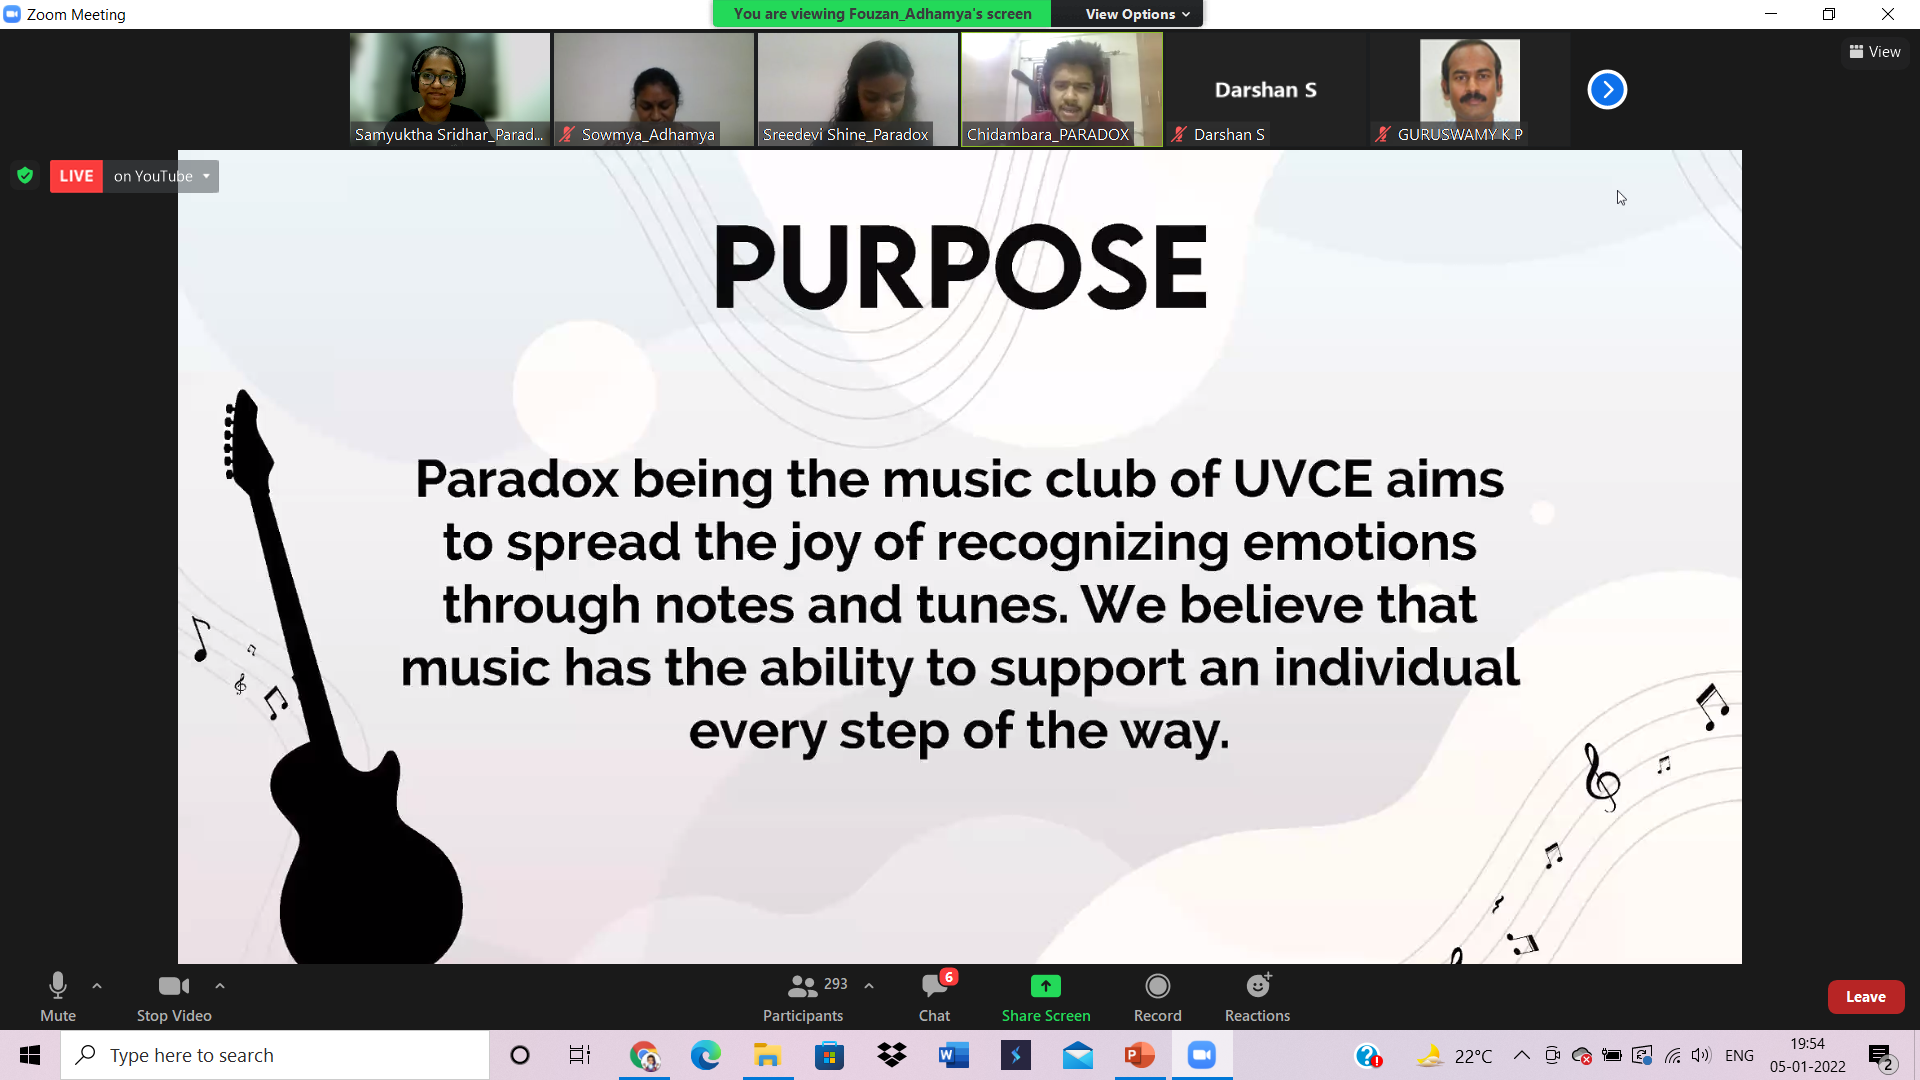 Zoom Meeting
You are viewing Fouzan_Adhamya's screen
View Options
View
Samyuktha Sridhar_Parad...
Sowmya_Adhamya
Sreedevi Shine_Paradox
Chidambara_PARADOX
Darshan S
Darshan S
GURUSWAMY K P
LIVE on YouTube
PURPOSE
Paradox being the music club of UVCE aims
to spread the joy of recognizing emotions
through notes and tunes. We believe that
music has the ability to support an individual
every step of the way.
Mute
Stop Video
293
Participants
6
Chat
Share Screen
Record
Reactions
Leave
Type here to search
22°C
ENG
19:54
05-01-2022
2